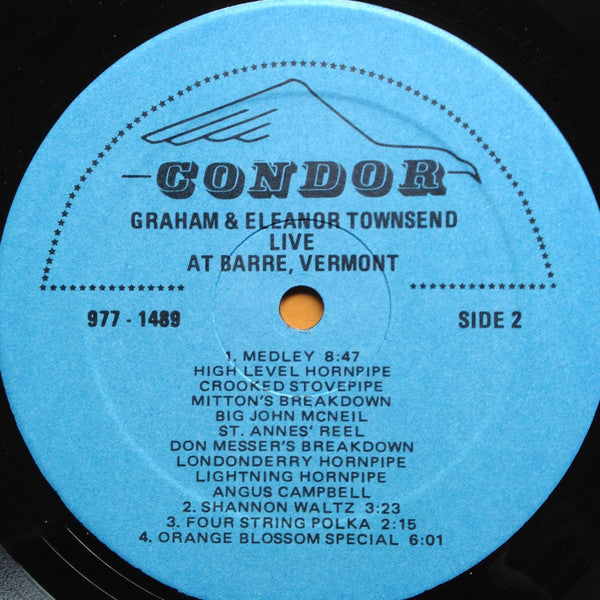 CONDOR
GRAHAM & ELEANOR TOWNSEND
LIVE
AT BARRE, VERMONT
977 - 1489
SIDE 2
1. MEDLEY 8:47
HIGH LEVEL HORNPIPE
CROOKED STOVEPIPE
MITTON'S BREAKDOWN
BIG JOHN MCNEIL
ST. ANNES' REEL
DON MESSER'S BREAKDOWN
LONDONDERRY HORNPIPE
LIGHTNING HORNPIPE
ANGUS CAMPBELL
2. SHANNON WALTZ 3:23
3. FOUR STRING POLKA 2:15
4. ORANGE BLOSSOM SPECIAL 6:01